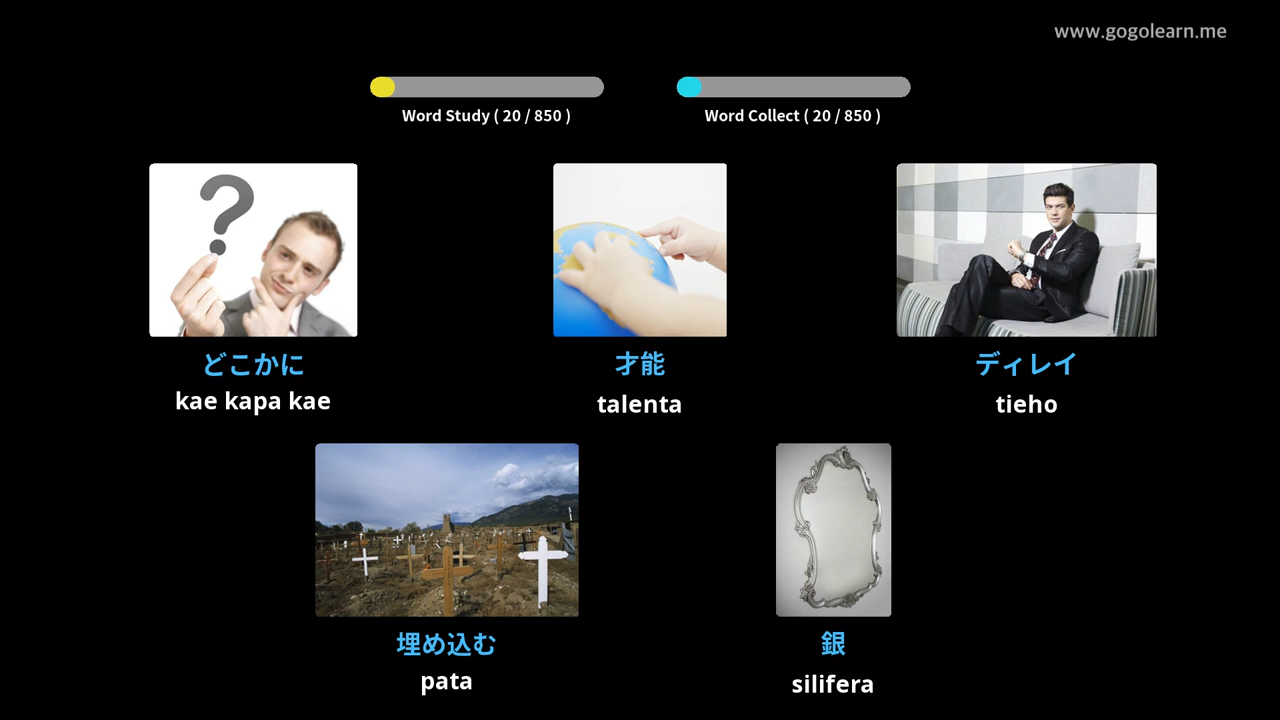 www.gogolearn.me
Word Study ( 20 / 850 )
Word Collect ( 20 / 850 )
どこかに
kae kapa kae
才能
talenta
ディレイ
tieho
埋め込む
pata
銀
silifera